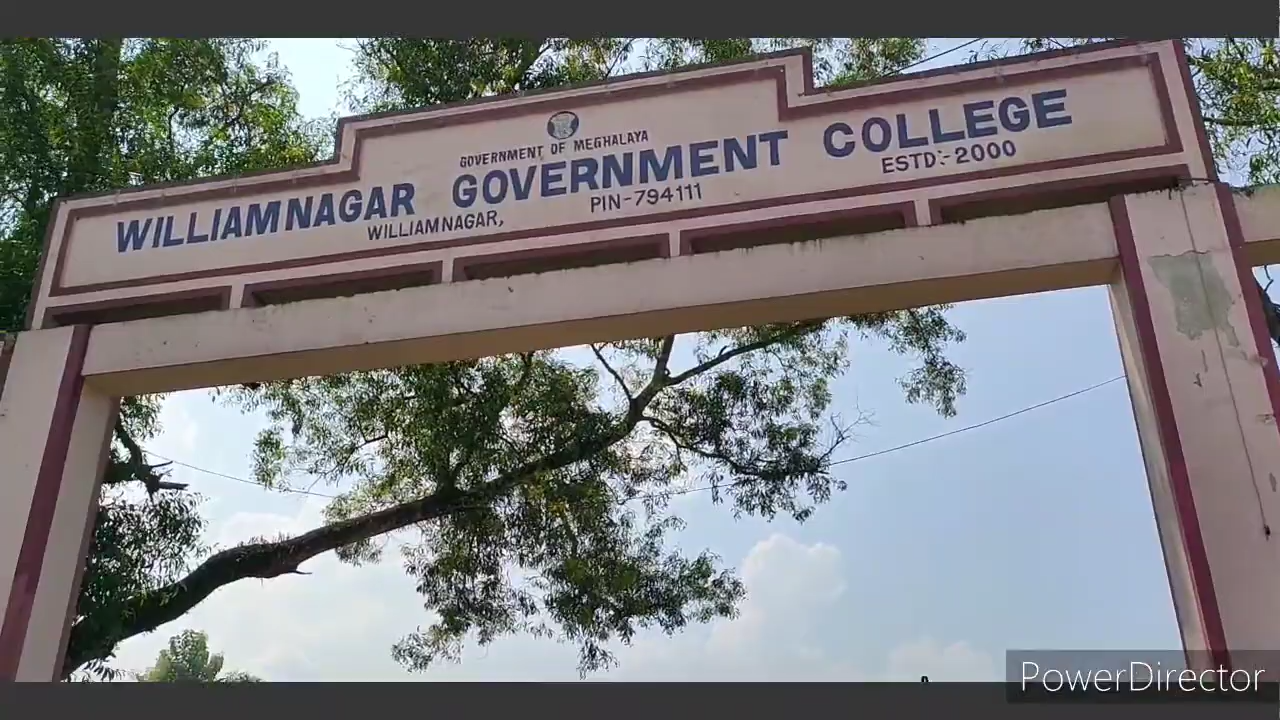 GOVERNMENT OF MEGHALAYA
WILLIAMNAGAR GOVERNMENT COLLEGE
WILLIAMNAGAR, PIN-794111 ESTD:-2000
PowerDirector